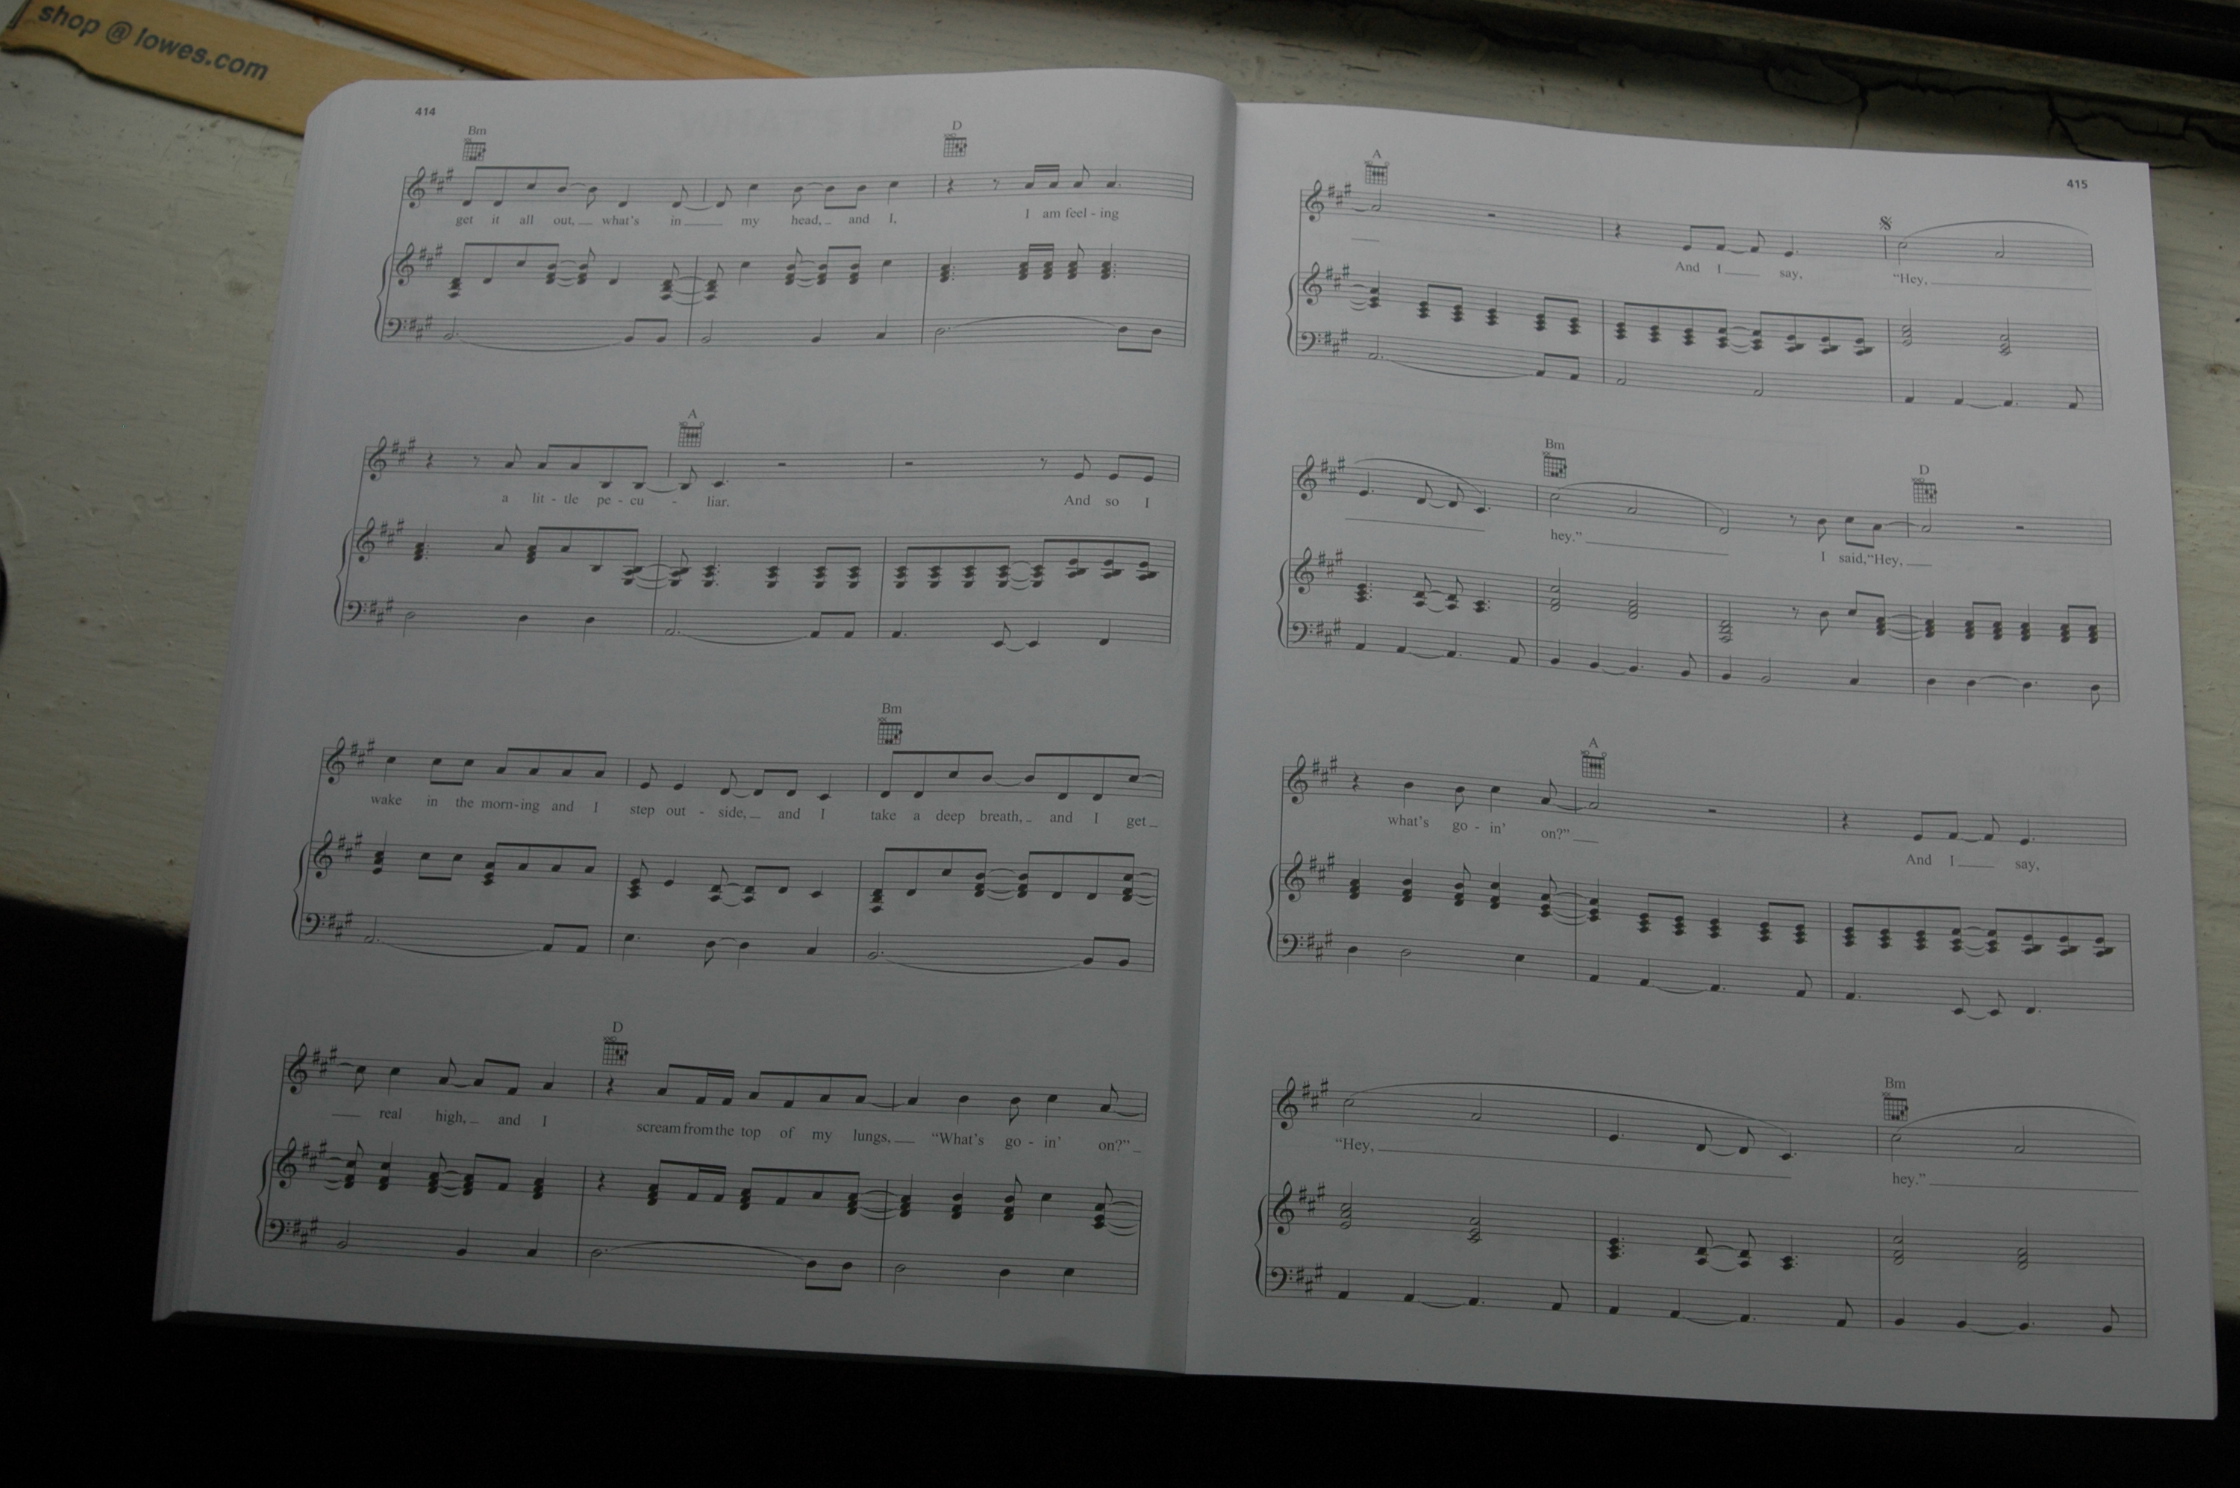 shop @ lowes.com
414
Bm D
get it all out, what's in my head, and I, I am feel - ing
A
a lit - tle pe - cu - liar. And so I
Bm
wake in the morn-ing and I step out - side, and I take a deep breath, and I get
D
real high, and I scream from the top of my lungs, "What's go - in' on?"
415
A
And I say, "Hey,
Bm D
hey." I said, "Hey,
A
what's go - in' on?" And I say,
Bm
"Hey, hey."